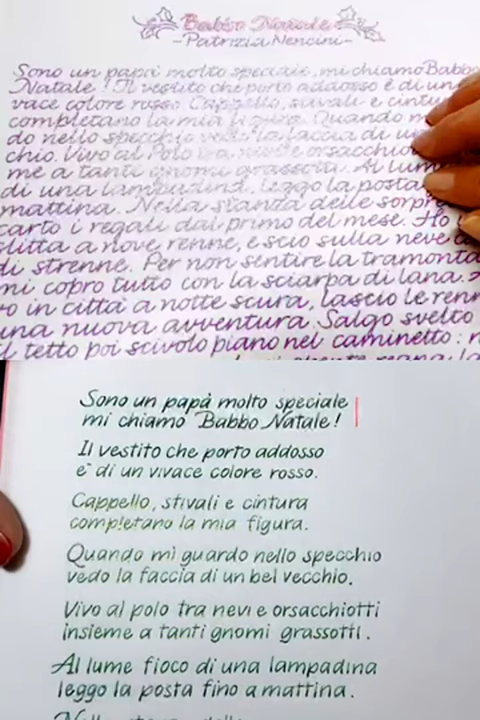 Babbo Natale
-Patrizia Nencini-
Sono un papà molto speciale, mi chiamo Babbo
Natale! Il vestito che porto addosso è di un
vace colore rosso. Cappello, stivali e cintu
completano la mia figura. Quando m
do nello specchio vedo la faccia di u
chio. Vivo al Polo tra nevi e orsacchio
me a tanti gnomi grassotti. Al lum
di una lampadina, leggo la posta
mattina. Nella stanza delle sorpr
carto i regali dal primo del mese. Ho
slitta a nove renne, e scio sulla neve
di strenne. Per non sentire la tramonta
mi copro tutto con la sciarpa di lana.
vo in città a notte scura, lascio le renn
una nuova avventura. Salgo svelto
il tetto poi scivolo piano nel caminetto:
Sono un papà molto speciale
mi chiamo Babbo Natale!
Il vestito che porto addosso
è di un vivace colore rosso.
Cappello, stivali e cintura
completano la mia figura.
Quando mi guardo nello specchio
vedo la faccia di un bel vecchio.
Vivo al polo tra nevi e orsacchiotti
insieme a tanti gnomi grassotti.
Al lume fioco di una lampadina
leggo la posta fino a mattina.